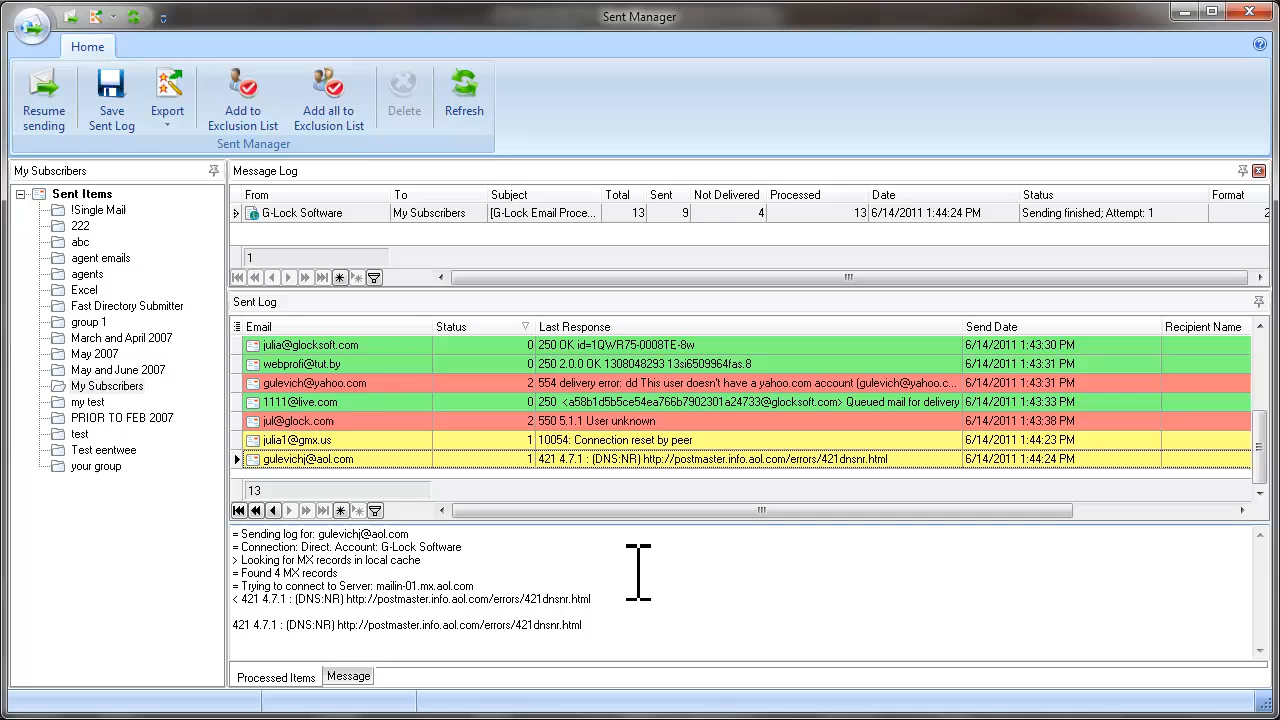 Sent Manager
Home
Resume sending
Save Sent Log
Export
Add to Exclusion List
Add all to Exclusion List
Delete
Refresh
Sent Manager
My Subscribers
Sent Items
!Single Mail
222
abc
agent emails
agents
Excel
Fast Directory Submitter
group 1
March and April 2007
May 2007
May and June 2007
My Subscribers
my test
PRIOR TO FEB 2007
test
Test eentwee
your group
Message Log
From To Subject Total Sent Not Delivered Processed Date Status Format
G-Lock Software My Subscribers [G-Lock Email Proce... 13 9 4 13 6/14/2011 1:44:24 PM Sending finished; Attempt: 1 2
1
Sent Log
Email Status Last Response Send Date Recipient Name
julia@glocksoft.com 0 250 OK id=1QWR75-0008TE-8w 6/14/2011 1:43:30 PM
webprofi@tut.by 0 250 2.0.0 OK 1308048293 13si6509964fas.8 6/14/2011 1:43:31 PM
gulevich@yahoo.com 2 554 delivery error: dd This user doesn't have a yahoo.com account (gulevich@yahoo.c... 6/14/2011 1:43:31 PM
1111@live.com 0 250 <a58b1d5b5ce54ea766b7902301a24733@glocksoft.com> Queued mail for delivery 6/14/2011 1:43:33 PM
jul@glock.com 2 550 5.1.1 User unknown 6/14/2011 1:43:38 PM
julia1@gmx.us 1 10054: Connection reset by peer 6/14/2011 1:44:23 PM
gulevichj@aol.com 1 421 4.7.1 : (DNS:NR) http://postmaster.info.aol.com/errors/421dnsnr.html 6/14/2011 1:44:24 PM
13
= Sending log for: gulevichj@aol.com
= Connection: Direct. Account: G-Lock Software
> Looking for MX records in local cache
= Found 4 MX records
= Trying to connect to Server: mailin-01.mx.aol.com
< 421 4.7.1 : (DNS:NR) http://postmaster.info.aol.com/errors/421dnsnr.html
421 4.7.1 : (DNS:NR) http://postmaster.info.aol.com/errors/421dnsnr.html
Processed Items
Message